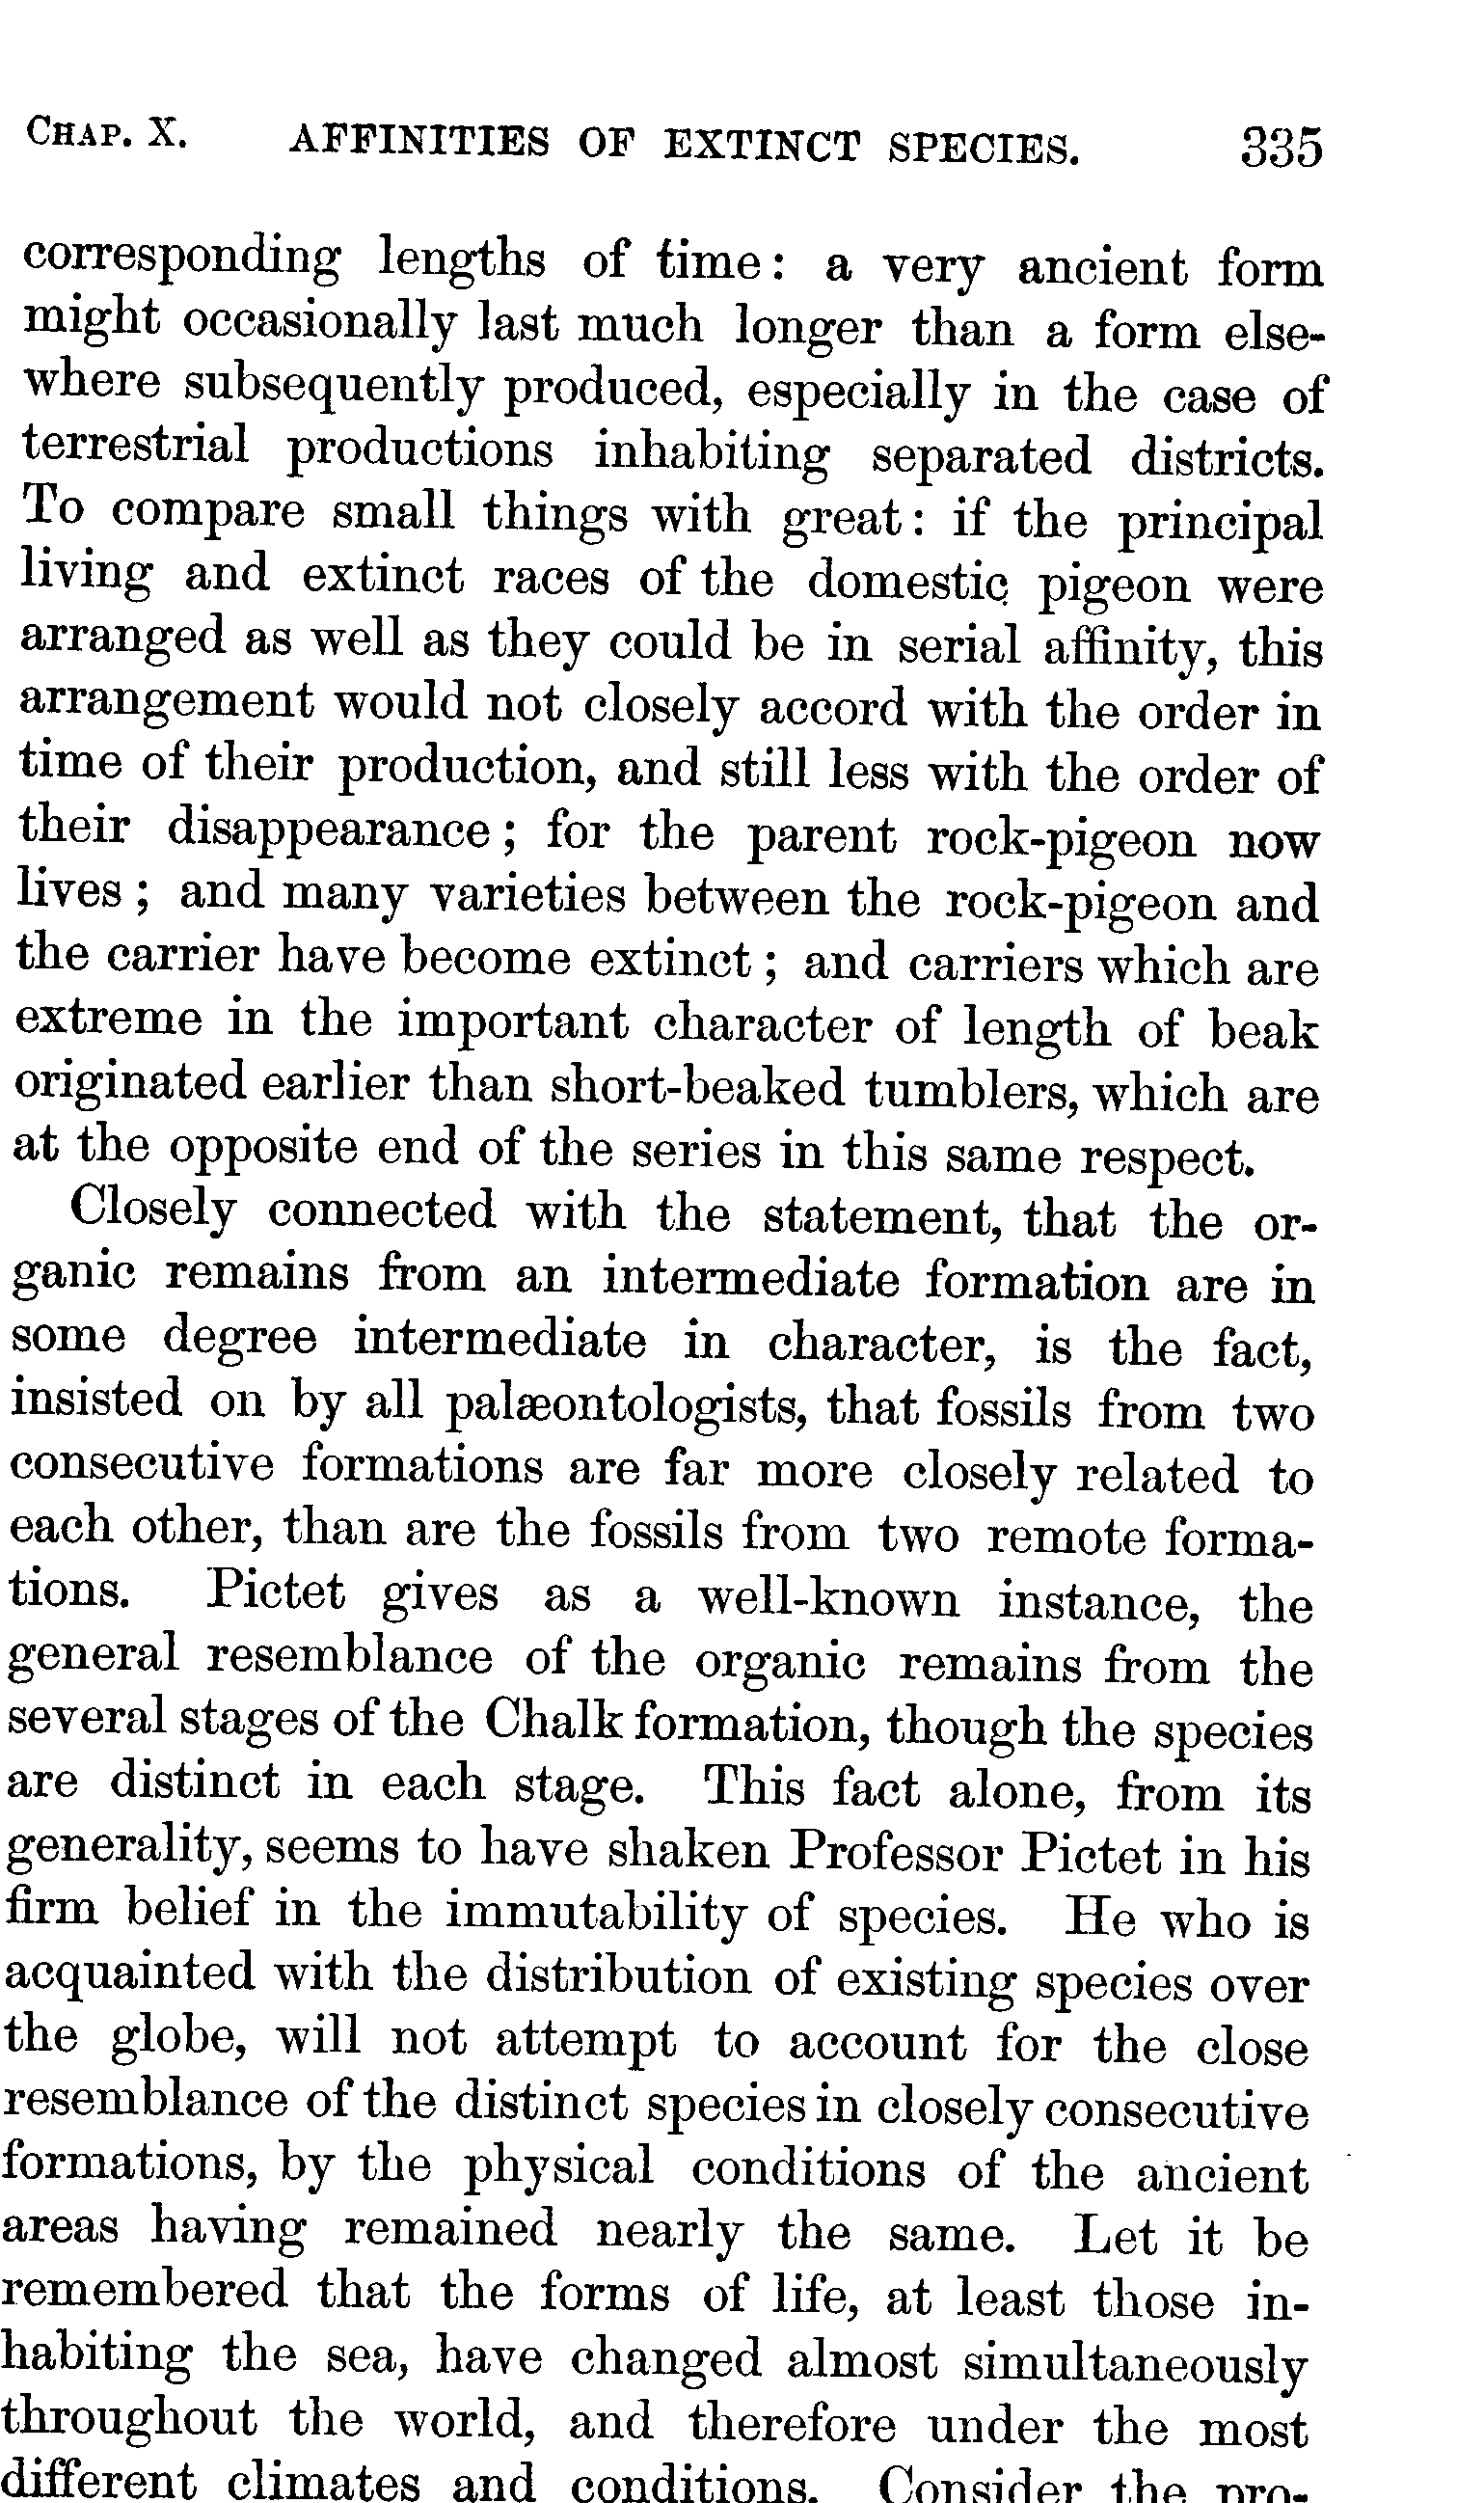 CHAP. X. AFFINITIES OF EXTINCT SPECIES. 335
corresponding lengths of time: a very ancient form
might occasionally last much longer than a form else-
where subsequently produced, especially in the case of
terrestrial productions inhabiting separated districts.
To compare small things with great: if the principal
living and extinct races of the domestic pigeon were
arranged as well as they could be in serial affinity, this
arrangement would not closely accord with the order in
time of their production, and still less with the order of
their disappearance; for the parent rock-pigeon now
lives; and many varieties between the rock-pigeon and
the carrier have become extinct; and carriers which are
extreme in the important character of length of beak
originated earlier than short-beaked tumblers, which are
at the opposite end of the series in this same respect.
Closely connected with the statement, that the or-
ganic remains from an intermediate formation are in
some degree intermediate in character, is the fact,
insisted on by all palæontologists, that fossils from two
consecutive formations are far more closely related to
each other, than are the fossils from two remote forma-
tions. Pictet gives as a well-known instance, the
general resemblance of the organic remains from the
several stages of the Chalk formation, though the species
are distinct in each stage. This fact alone, from its
generality, seems to have shaken Professor Pictet in his
firm belief in the immutability of species. He who is
acquainted with the distribution of existing species over
the globe, will not attempt to account for the close
resemblance of the distinct species in closely consecutive
formations, by the physical conditions of the ancient
areas having remained nearly the same. Let it be
remembered that the forms of life, at least those in-
habiting the sea, have changed almost simultaneously
throughout the world, and therefore under the most
different climates and conditions. Consider the pro-